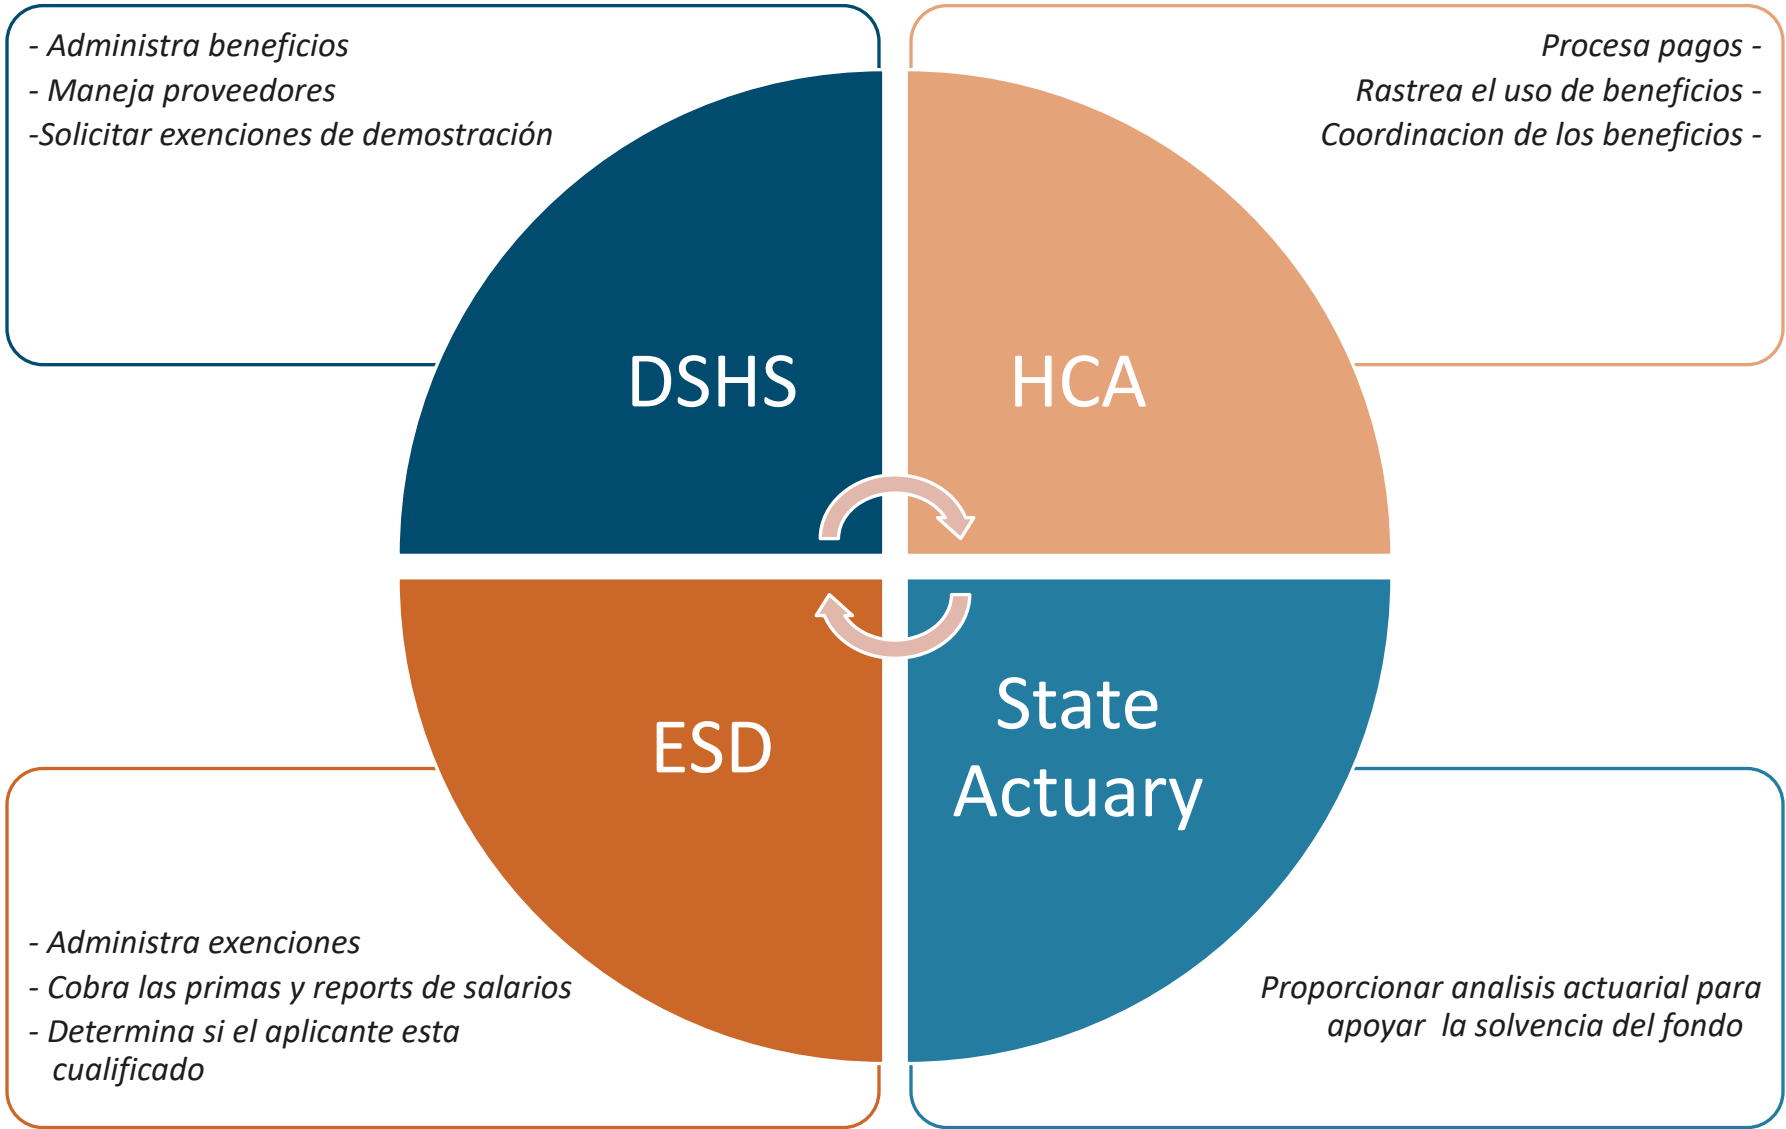 - Administra beneficios
- Maneja proveedores
-Solicitar exenciones de demostración
Procesa pagos -
Rastrea el uso de beneficios -
Coordinacion de los beneficios -
DSHS
HCA
ESD
State
Actuary
- Administra exenciones
- Cobra las primas y reports de salarios
- Determina si el aplicante esta
cualificado
Proporcionar analisis actuarial para
apoyar  la solvencia del fondo